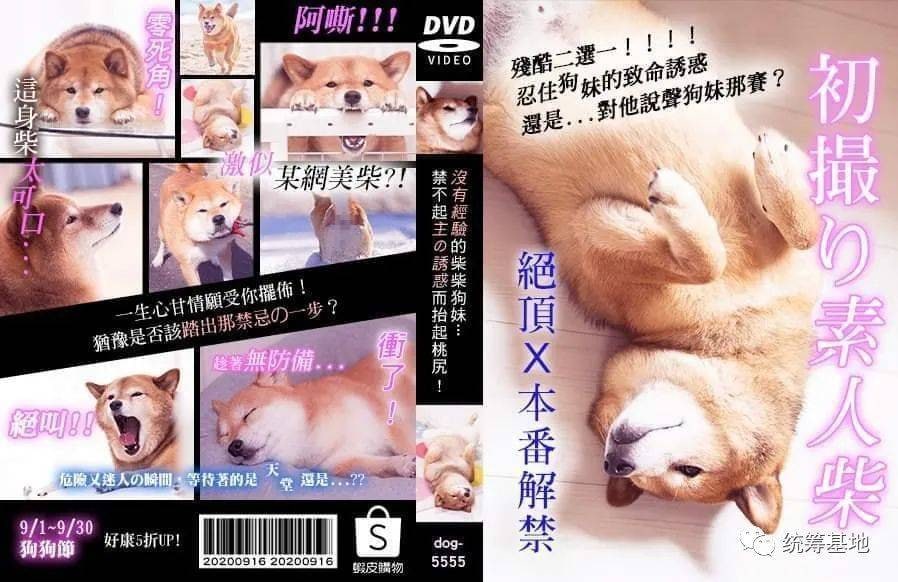 零死角！
阿嘶!!!
這身柴太可口...
激似
某網美柴?!
一生心甘情願受你擺佈！
猶豫是否該踏出那禁忌の一步？
絕叫!!
趁著無防備...
衝了！
危險又迷人の瞬間，等待著的是天堂還是...??
9/1~9/30
狗狗節
好康5折UP!
20200916 20200916
S
蝦皮購物
DVD
VIDEO
沒有經驗的柴柴狗妹...
禁不起主の誘惑而抬起桃尻！
dog-
5555
殘酷二選一！！！！
忍住狗妹的致命誘惑
還是...對他說聲狗妹那賽？
初撮り素人柴
絕頂X本番解禁
统筹基地